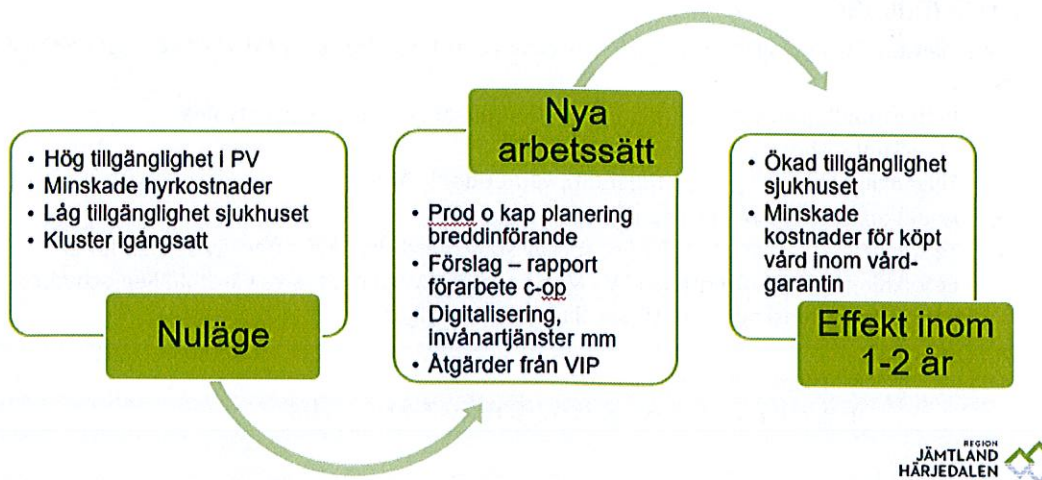 • Hög tillgänglighet i PV
• Minskade hyrkostnader
• Låg tillgänglighet sjukhuset
• Kluster igångsatt
Nuläge
Nya
arbetssätt
• Prod o kap planering
breddinförande
• Förslag – rapport
förarbete c-op
• Digitalisering,
invånartjänster mm
• Åtgärder från VIP
• Ökad tillgänglighet
sjukhuset
• Minskade
kostnader för köpt
vård inom vård-
garantin
Effekt inom
1-2 år
REGION
JÄMTLAND
HÄRJEDALEN